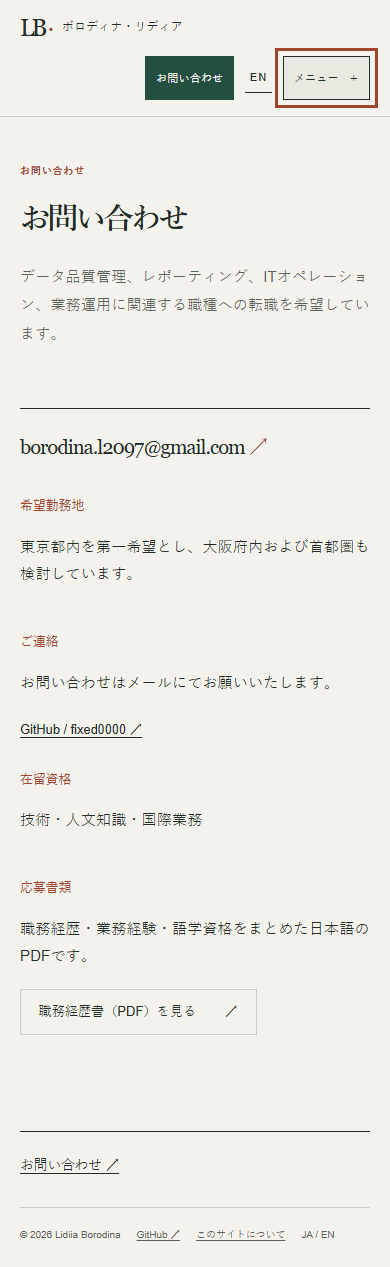 LB・ ボロディナ・リディア
お問い合わせ EN メニュー +
お問い合わせ
お問い合わせ
データ品質管理、レポーティング、ITオペレーショ
ン、業務運用に関連する職種への転職を希望してい
ます。
borodina.l2097@gmail.com ↗
希望勤務地
東京都内を第一希望とし、大阪府内および首都圏も
検討しています。
ご連絡
お問い合わせはメールにてお願いいたします。
GitHub / fixed0000 ↗
在留資格
技術・人文知識・国際業務
応募書類
職務経歴・業務経験・語学資格をまとめた日本語の
PDFです。
職務経歴書（PDF）を見る ↗
お問い合わせ ↗
© 2026 Lidiia Borodina GitHub ↗ このサイトについて JA / EN